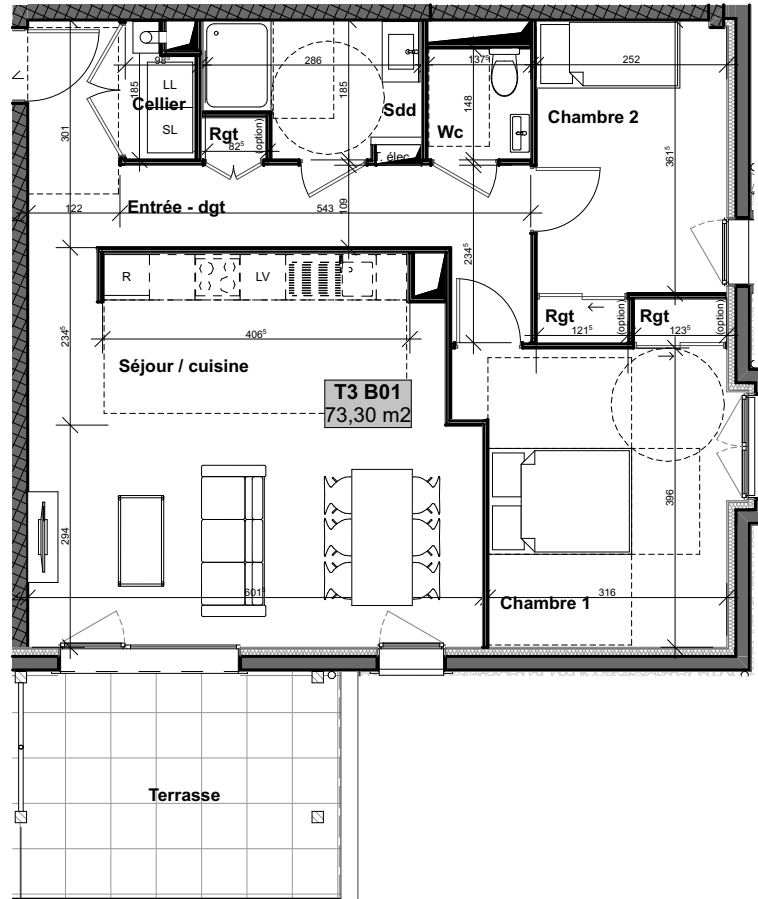 98⁵
286
137⁵
252
LL
185
Cellier
185
Sdd
148
Chambre 2
SL
Rgt
82⁵
(option)
Wc
301
élec
361⁵
122
Entrée - dgt
543
109
234⁵
R
LV
Rgt
121⁵
(option)
Rgt
123⁵
(option)
234⁵
406⁵
Séjour / cuisine
T3 B01
73,30 m2
294
396
601⁵
Chambre 1
316
Terrasse